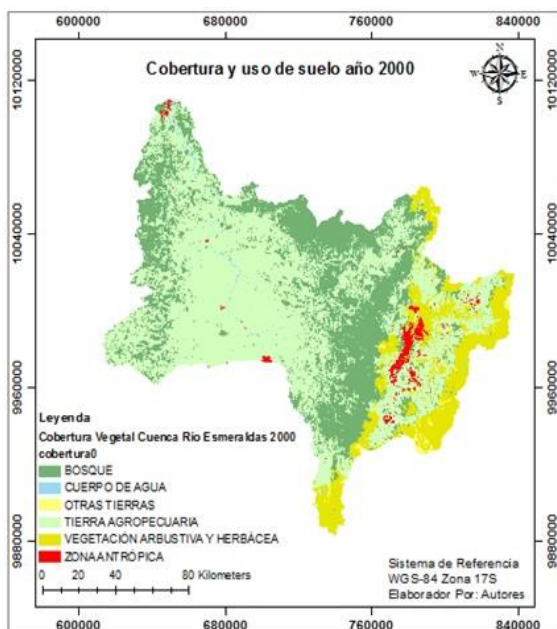 600000 680000 760000 840000
Cobertura y uso de suelo año 2000
N
W E
S
10120000
10040000
9960000
9880000
10120000
10040000
9960000
9880000
Leyenda
Cobertura Vegetal Cuenca Río Esmeraldas 2000
cobertura0
BOSQUE
CUERPO DE AGUA
OTRAS TIERRAS
TIERRA AGROPECUARIA
VEGETACIÓN ARBUSTIVA Y HERBÁCEA
ZONA ANTRÓPICA
0 20 40 80 Kilometers
Sistema de Referencia
WGS-84 Zona 17S
Elaborador Por: Autores
600000 680000 760000 840000